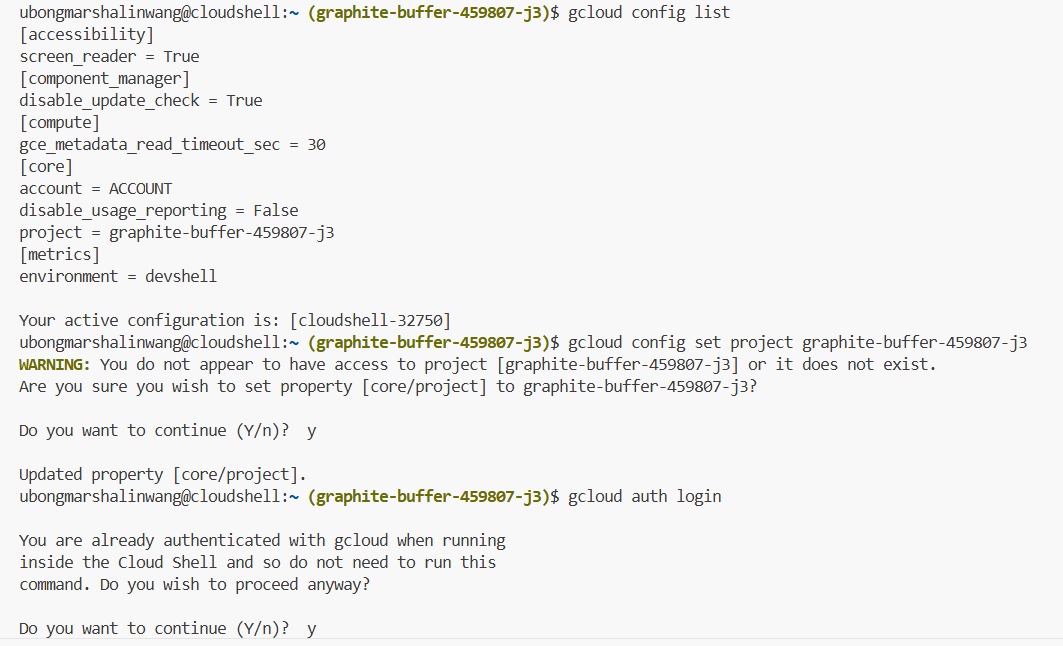 ubongmarshalinwang@cloudshell:~ (graphite-buffer-459807-j3)$ gcloud config list
[accessibility]
screen_reader = True
[component_manager]
disable_update_check = True
[compute]
gce_metadata_read_timeout_sec = 30
[core]
account = ACCOUNT
disable_usage_reporting = False
project = graphite-buffer-459807-j3
[metrics]
environment = devshell
Your active configuration is: [cloudshell-32750]
ubongmarshalinwang@cloudshell:~ (graphite-buffer-459807-j3)$ gcloud config set project graphite-buffer-459807-j3
WARNING: You do not appear to have access to project [graphite-buffer-459807-j3] or it does not exist.
Are you sure you wish to set property [core/project] to graphite-buffer-459807-j3?
Do you want to continue (Y/n)?  y
Updated property [core/project].
ubongmarshalinwang@cloudshell:~ (graphite-buffer-459807-j3)$ gcloud auth login
You are already authenticated with gcloud when running
inside the Cloud Shell and so do not need to run this
command. Do you wish to proceed anyway?
Do you want to continue (Y/n)?  y